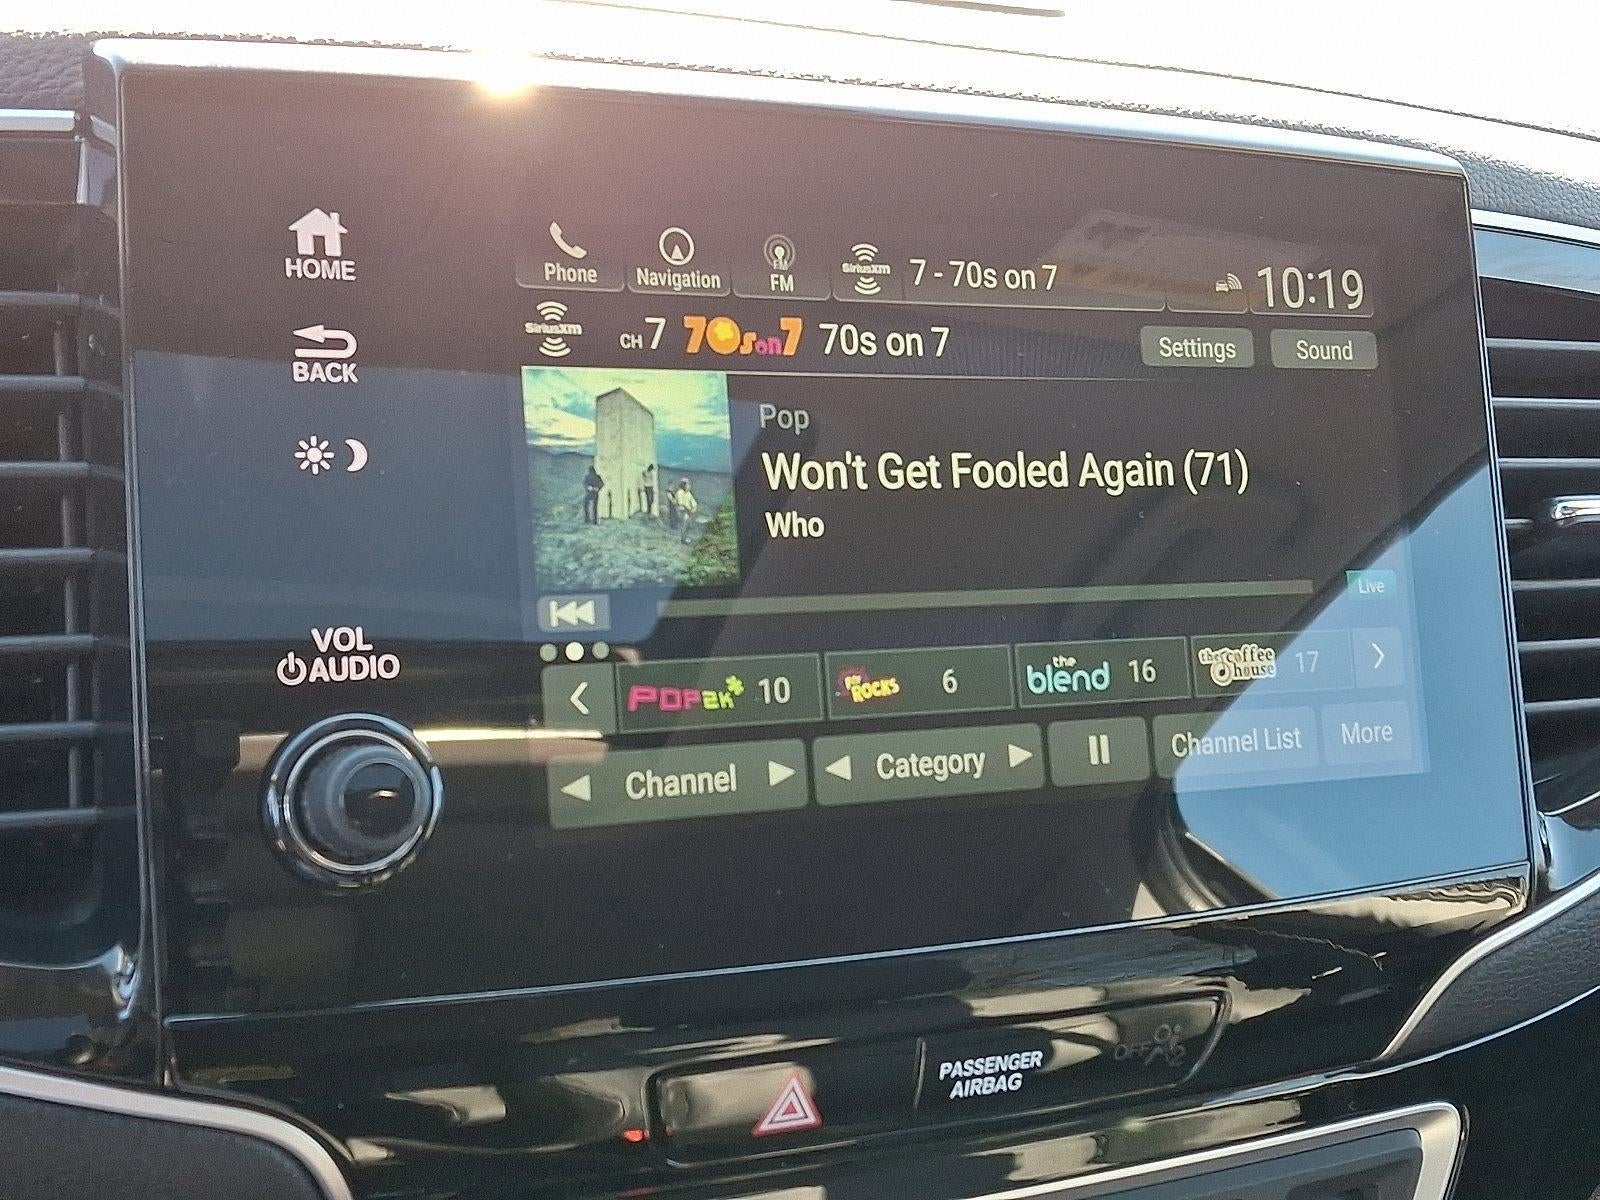 HOME
BACK
VOL
AUDIO
Phone
Navigation
FM
SiriusXM
7 - 70s on 7
10:19
SiriusXM
CH 7
70s on 7
70s on 7
Settings
Sound
Pop
Won't Get Fooled Again (71)
Who
Live
POP2K 10
ROCKS 6
the blend 16
the coffee house 17
Channel
Category
Channel List
More
PASSENGER
AIRBAG
OFF